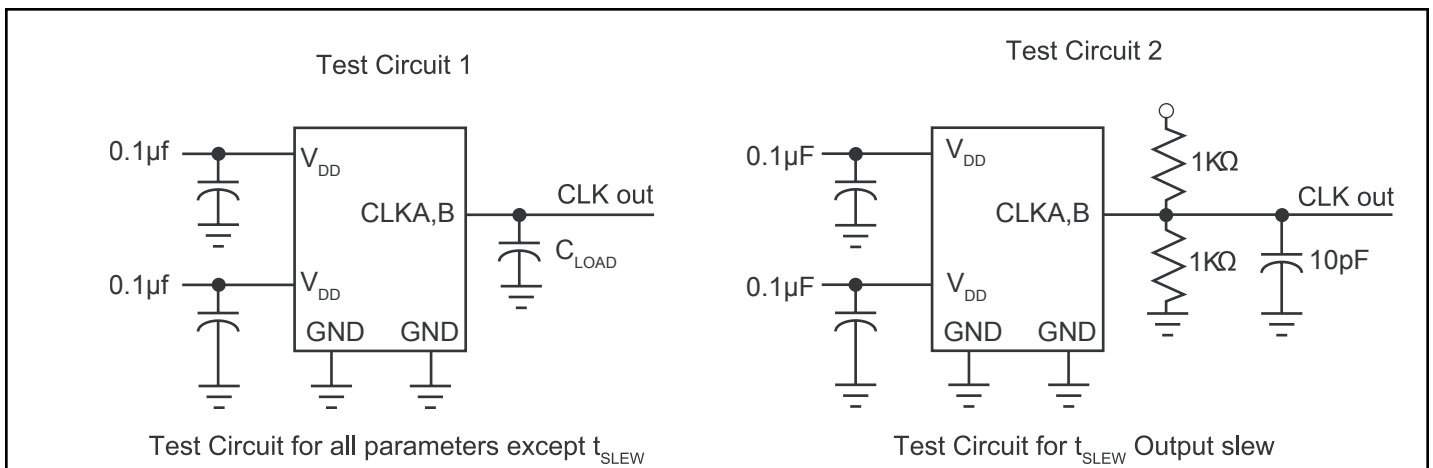 Test Circuit 1
0.1µf
V_DD
CLKA,B
CLK out
C_LOAD
0.1µf
V_DD
GND GND
Test Circuit for all parameters except t_SLEW
Test Circuit 2
0.1µF
V_DD
1KΩ
CLKA,B
CLK out
1KΩ
10pF
0.1µF
V_DD
GND GND
Test Circuit for t_SLEW Output slew